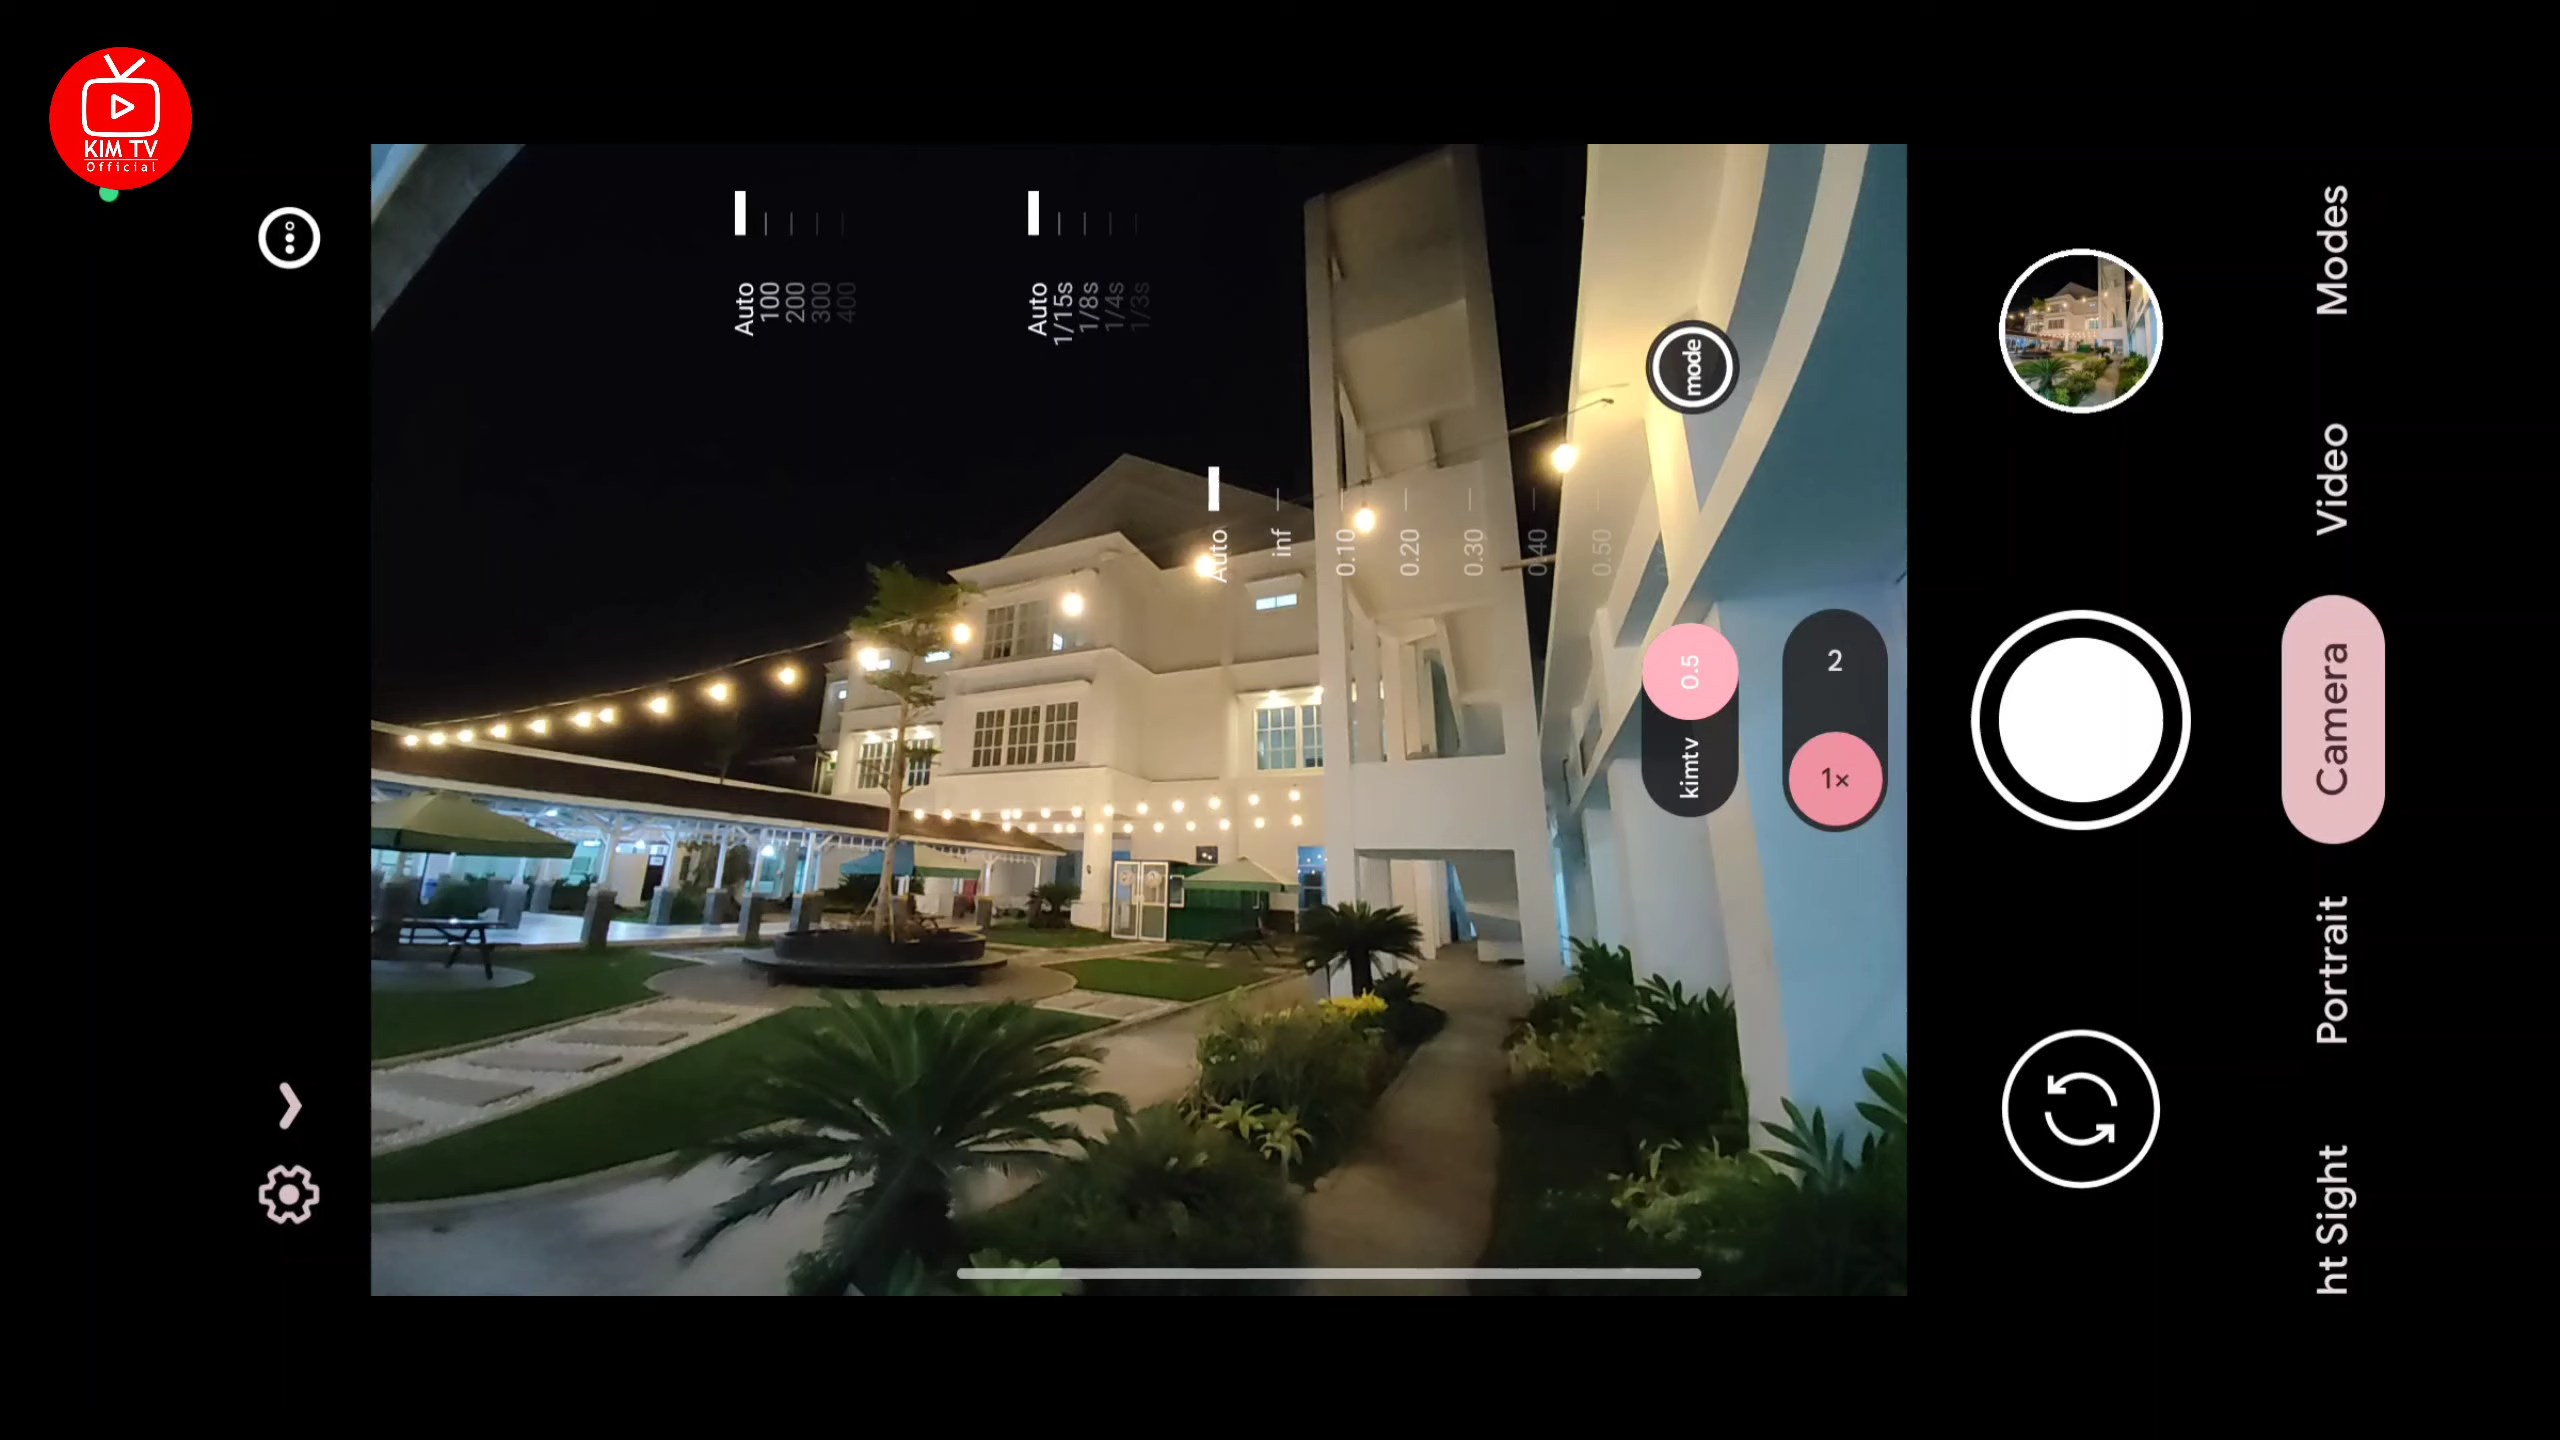 KIM TV
Official
Auto
100
200
300
400
Auto
1/15s
1/8s
1/4s
1/3s
Auto
inf
0.10
0.20
0.30
0.40
0.50
mode
0.5
kimtv
2
1×
Modes
Video
Camera
Portrait
ht Sight